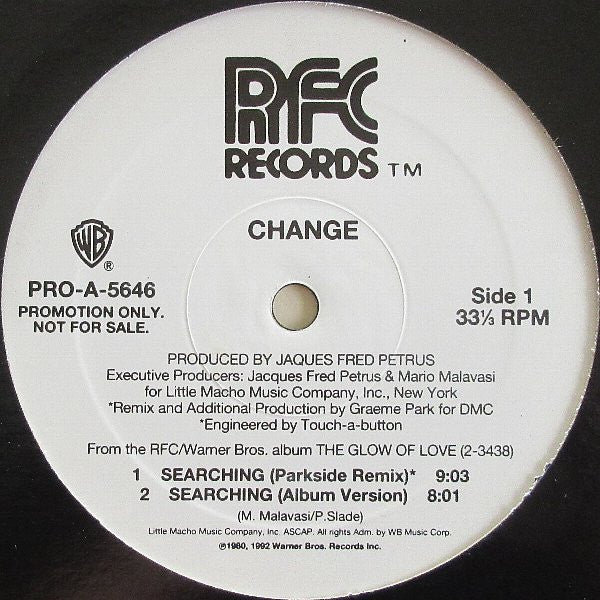 RFC
RECORDS TM
CHANGE
WB
®
PRO-A-5646
PROMOTION ONLY.
NOT FOR SALE.
Side 1
33⅓ RPM
PRODUCED BY JAQUES FRED PETRUS
Executive Producers: Jacques Fred Petrus & Mario Malavasi
for Little Macho Music Company, Inc., New York
*Remix and Additional Production by Graeme Park for DMC
*Engineered by Touch-a-button
From the RFC/Warner Bros. album THE GLOW OF LOVE (2-3438)
1 SEARCHING (Parkside Remix)* 9:03
2 SEARCHING (Album Version) 8:01
(M. Malavasi/P.Slade)
Little Macho Music Company, Inc. ASCAP. All rights Adm. by WB Music Corp.
℗1980, 1992 Warner Bros. Records Inc.